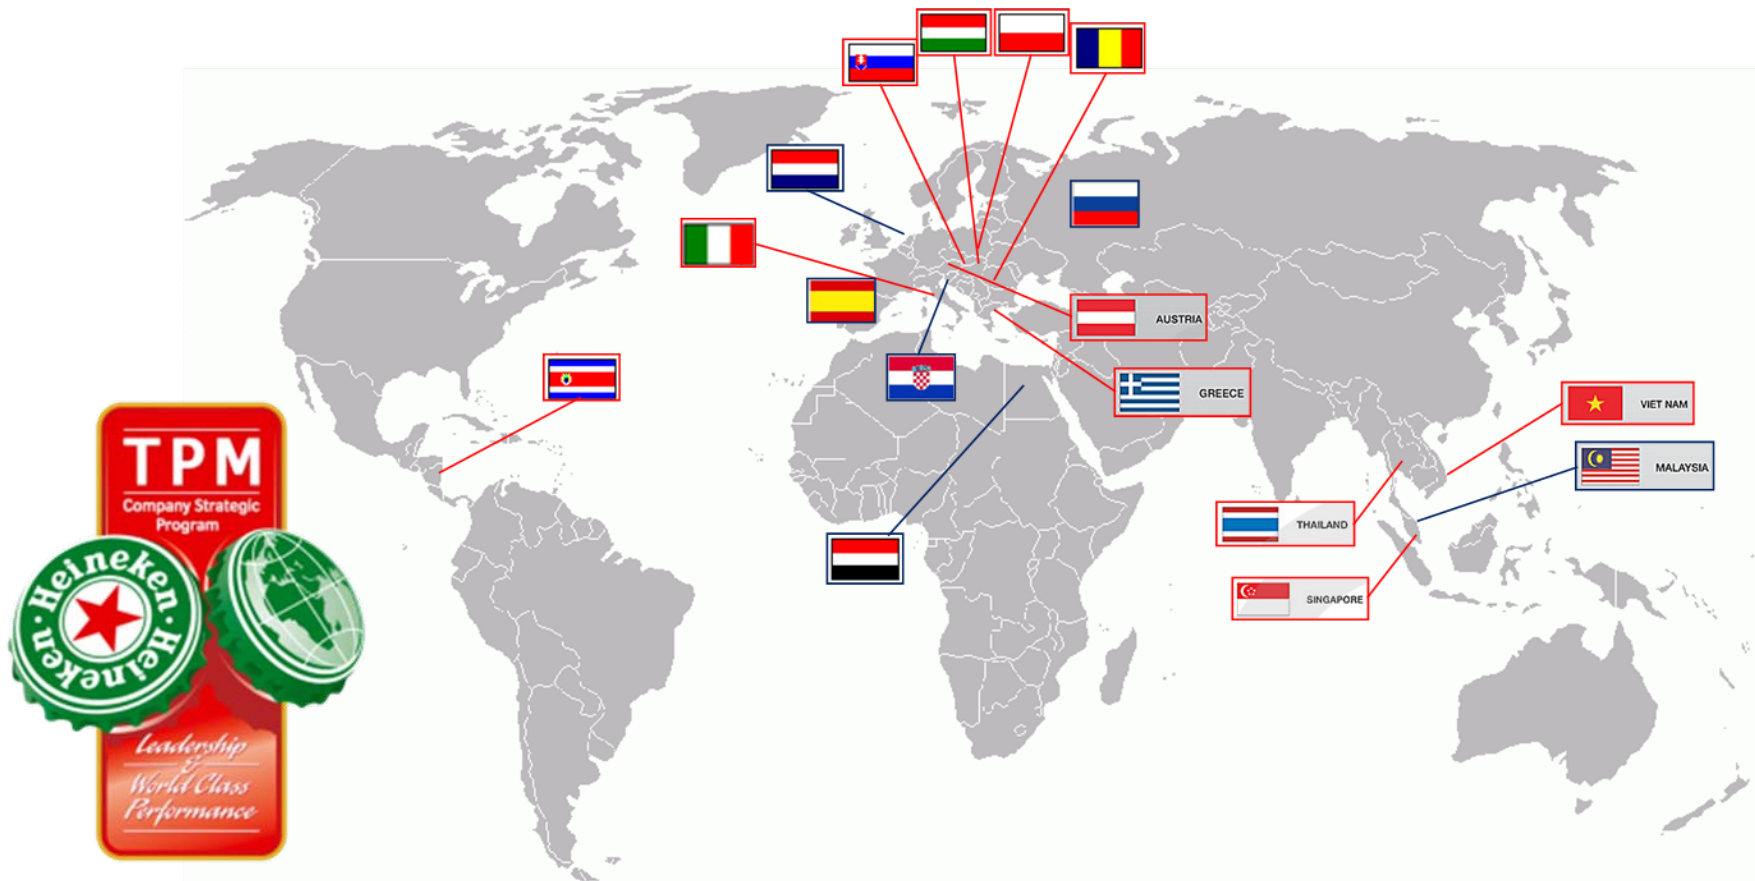 AUSTRIA
GREECE
VIET NAM
MALAYSIA
THAILAND
SINGAPORE
TPM
Company Strategic
Program
Heineken · Heineken ·
Leadership
&
World Class
Performance